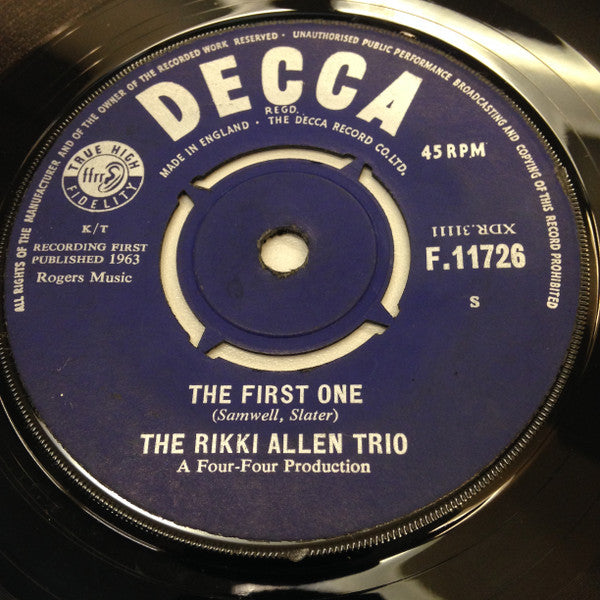 ALL RIGHTS OF THE MANUFACTURER AND OF THE OWNER OF THE RECORDED WORK RESERVED · UNAUTHORISED PUBLIC PERFORMANCE BROADCASTING AND COPYING OF THIS RECORD PROHIBITED
DECCA
REGD.
MADE IN ENGLAND · THE DECCA RECORD CO. LTD.
TRUE HIGH
ffrr
FIDELITY
45 RPM
K/T
RECORDING FIRST
PUBLISHED 1963
Rogers Music
XDR.31111
F.11726
S
THE FIRST ONE
(Samwell, Slater)
THE RIKKI ALLEN TRIO
A Four-Four Production